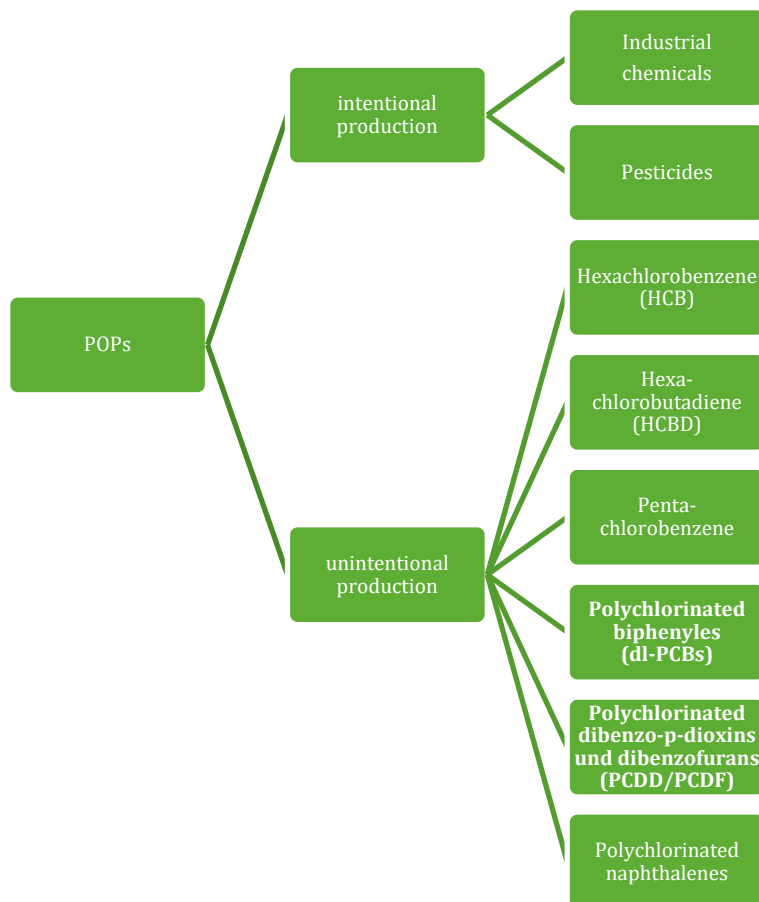 Industrial
chemicals
intentional
production
Pesticides
Hexachlorobenzene
(HCB)
POPs
Hexa-
chlorobutadiene
(HCBD)
Penta-
chlorobenzene
unintentional
production
Polychlorinated
biphenyles
(dl-PCBs)
Polychlorinated
dibenzo-p-dioxins
und dibenzofurans
(PCDD/PCDF)
Polychlorinated
naphthalenes